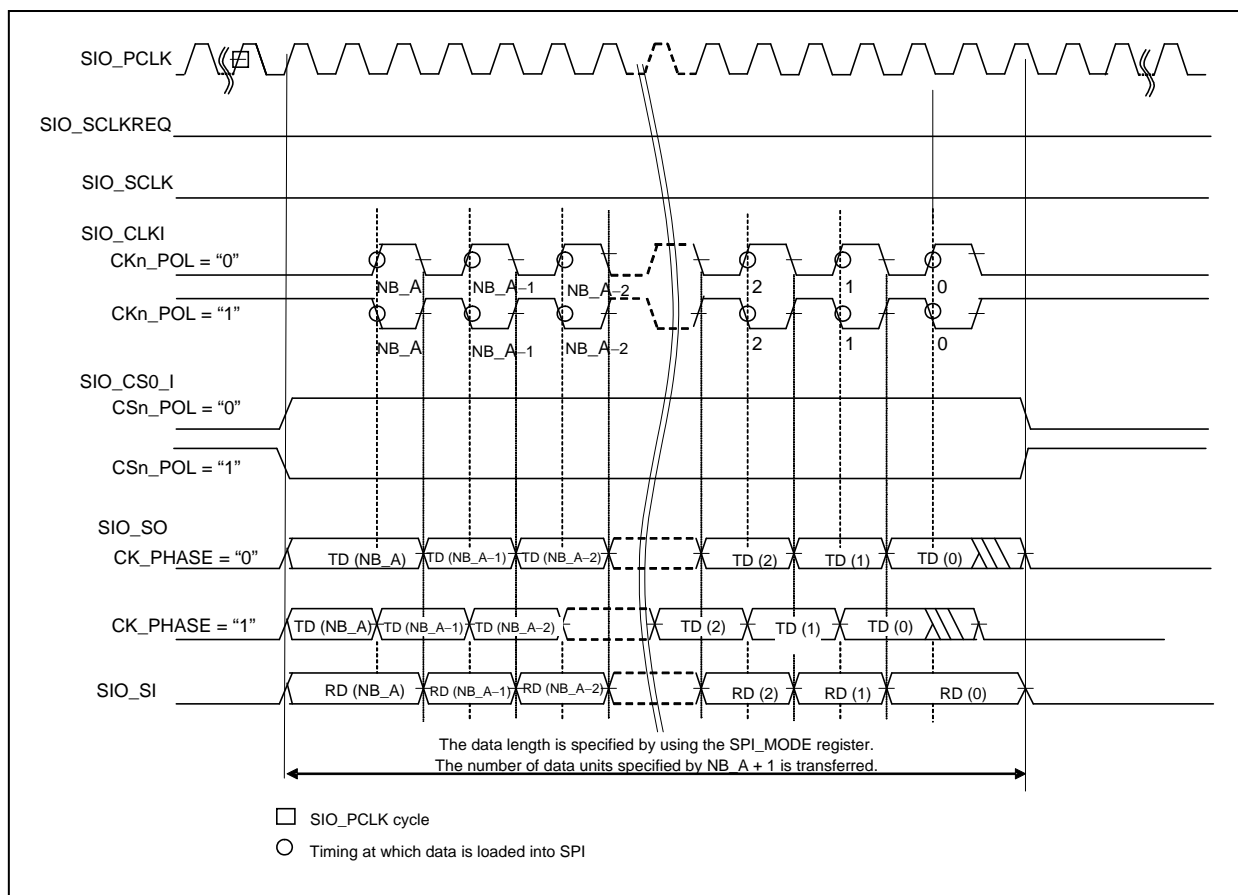 SIO_PCLK
SIO_SCLKREQ
SIO_SCLK
SIO_CLKI
CKn_POL = “0”
NB_A NB_A−1 NB_A−2 2 1 0
CKn_POL = “1”
NB_A NB_A−1 NB_A−2 2 1 0
SIO_CS0_I
CSn_POL = “0”
CSn_POL = “1”
SIO_SO
CK_PHASE = “0” TD (NB_A) TD (NB_A−1) TD (NB_A−2) TD (2) TD (1) TD (0)
CK_PHASE = “1” TD (NB_A) TD (NB_A−1) TD (NB_A−2) TD (2) TD (1) TD (0)
SIO_SI RD (NB_A) RD (NB_A−1) RD (NB_A−2) RD (2) RD (1) RD (0)
The data length is specified by using the SPI_MODE register.
The number of data units specified by NB_A + 1 is transferred.
SIO_PCLK cycle
Timing at which data is loaded into SPI